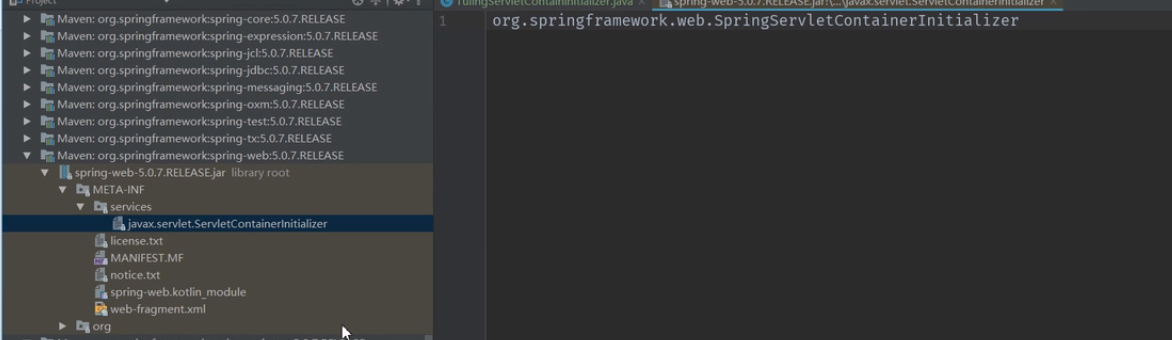 Project
Maven: org.springframework:spring-core:5.0.7.RELEASE
Maven: org.springframework:spring-expression:5.0.7.RELEASE
Maven: org.springframework:spring-jcl:5.0.7.RELEASE
Maven: org.springframework:spring-jdbc:5.0.7.RELEASE
Maven: org.springframework:spring-messaging:5.0.7.RELEASE
Maven: org.springframework:spring-oxm:5.0.7.RELEASE
Maven: org.springframework:spring-test:5.0.7.RELEASE
Maven: org.springframework:spring-tx:5.0.7.RELEASE
Maven: org.springframework:spring-web:5.0.7.RELEASE
spring-web-5.0.7.RELEASE.jar library root
META-INF
services
javax.servlet.ServletContainerInitializer
license.txt
MANIFEST.MF
notice.txt
spring-web.kotlin_module
web-fragment.xml
org
spring-web-5.0.7.RELEASE.jar!\...\javax.servlet.ServletContainerInitializer
1 org.springframework.web.SpringServletContainerInitializer